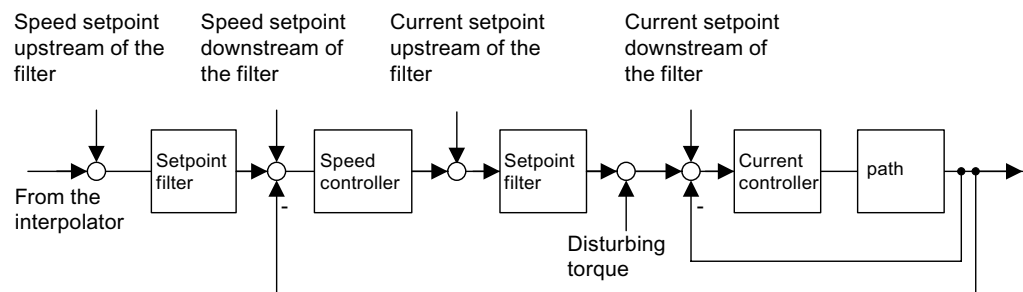 Speed setpoint
upstream of the
filter
Speed setpoint
downstream of
the filter
Current setpoint
upstream of the
filter
Current setpoint
downstream of
the filter
From the
interpolator
Setpoint
filter
-
Speed
controller
Setpoint
filter
Disturbing
torque
-
Current
controller
path